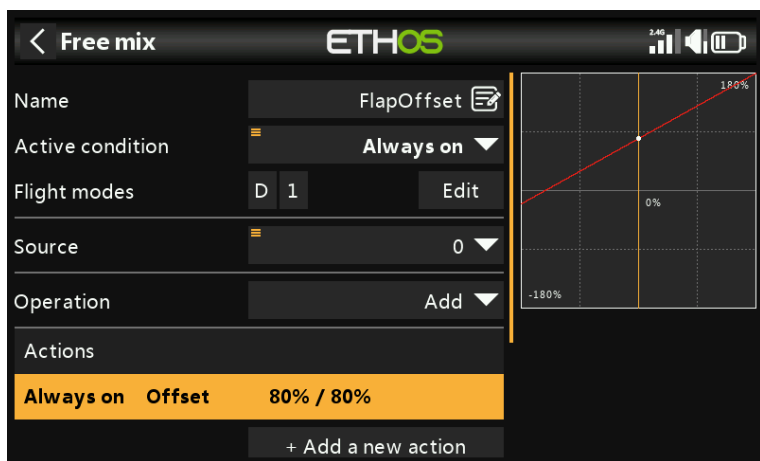 Free mix
ETHOS
2.4G
Name FlapOffset
Active condition Always on
Flight modes D 1 Edit
Source 0
Operation Add
Actions
Always on Offset 80% / 80%
+ Add a new action
180%
0%
-180%